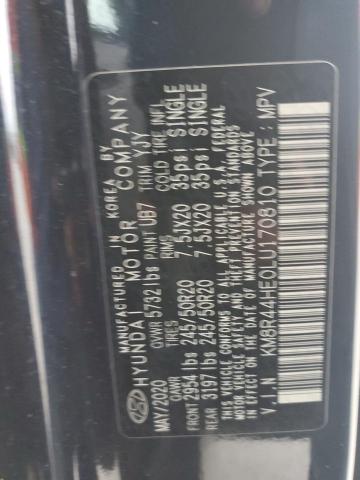 MANUFACTURED BY
HYUNDAI MOTOR COMPANY
MAY/2020 GVWR 5732 lbs PAINT UB7 TRIM YJY
GAWR TIRES RIMS COLD TIRE INFL
FRONT 2954 lbs 245/50R20 7.5JX20 35psi SINGLE
REAR 3197 lbs 245/50R20 7.5JX20 35psi SINGLE
THIS VEHICLE CONFORMS TO ALL APPLICABLE U.S.A. FEDERAL
MOTOR VEHICLE SAFETY, BUMPER AND THEFT PREVENTION STANDARDS
IN EFFECT ON THE DATE OF MANUFACTURE SHOWN ABOVE
V.I.N : KM8R44HE0LU170810 TYPE : MPV